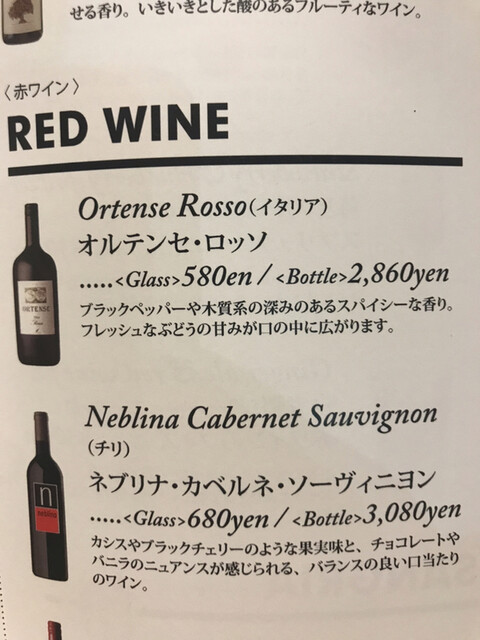 せる香り。いきいきとした酸のあるフルーティなワイン。
〈赤ワイン〉
RED WINE
Ortense Rosso(イタリア)
オルテンセ・ロッソ
.....<Glass>580en / <Bottle>2,860yen
ブラックペッパーや木質系の深みのあるスパイシーな香り。
フレッシュなぶどうの甘みが口の中に広がります。
ORTENSE
Neblina Cabernet Sauvignon
(チリ)
ネブリナ・カベルネ・ソーヴィニヨン
.....<Glass>680yen / <Bottle>3,080yen
カシスやブラックチェリーのような果実味と、チョコレートや
バニラのニュアンスが感じられる、バランスの良い口当たり
のワイン。
n
neblina